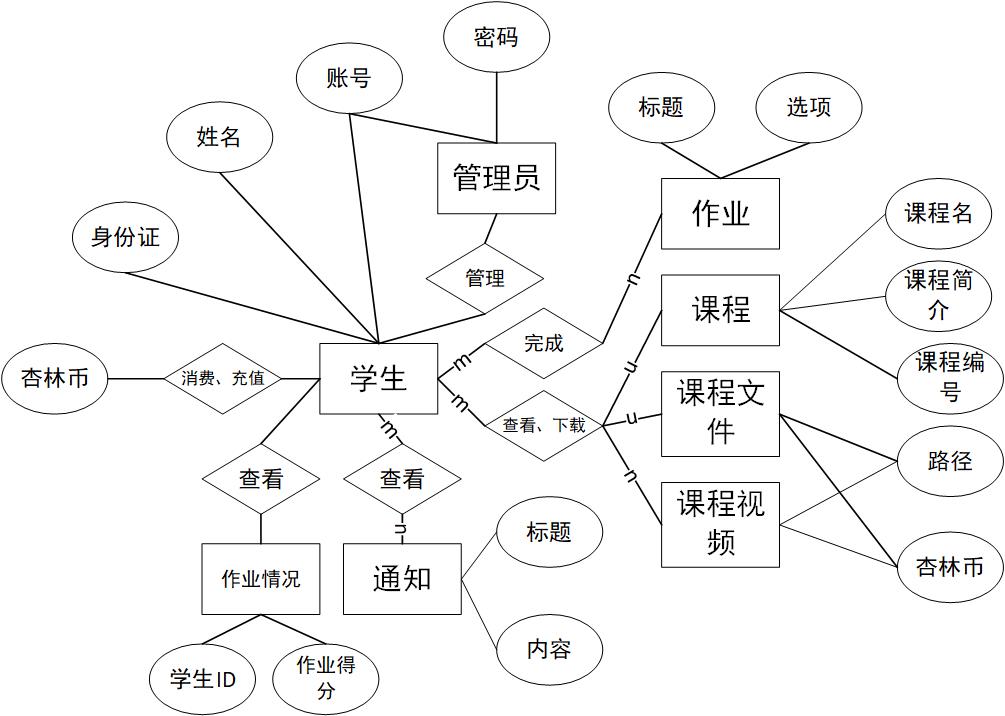 密码
账号
标题
选项
姓名
管理员
作业
课程名
身份证
管理
课程简
介
n
课程
完成
m
n
杏林币
消费、充值
学生
课程编
号
m
查看、下载
n
课程文
件
m
路径
查看
查看
n
课程视
频
n
标题
杏林币
作业情况
通知
内容
学生ID
作业得
分